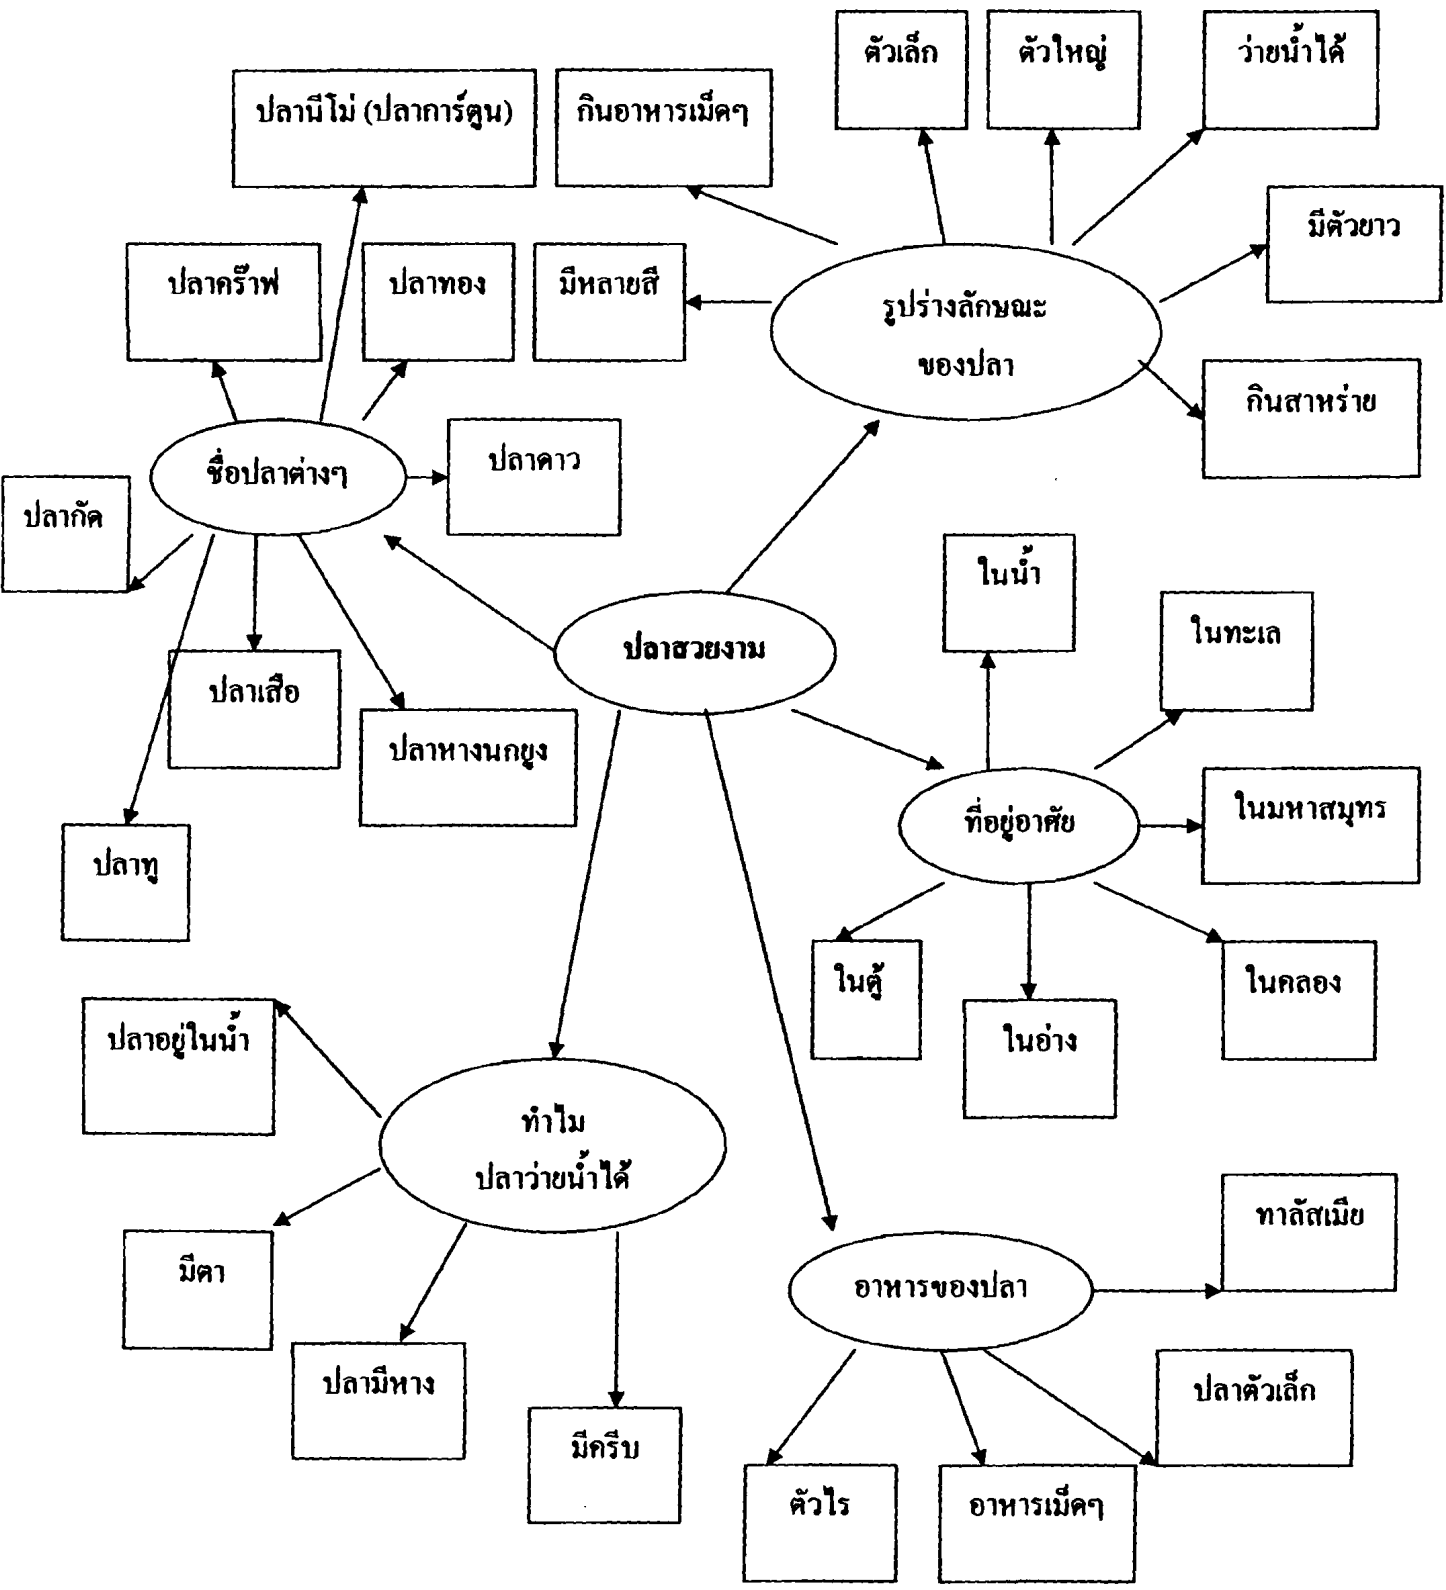 ตัวเล็ก
ตัวใหญ่
ว่ายน้ำได้
ปลานีโม่ (ปลาการ์ตูน)
กินอาหารเม็ดๆ
มีตัวยาว
ปลาคร๊าฟ
ปลาทอง
มีหลายสี
รูปร่างลักษณะ
ของปลา
กินสาหร่าย
ชื่อปลาต่างๆ
ปลาดาว
ปลากัด
ในน้ำ
ในทะเล
ปลาสวยงาม
ปลาเสือ
ปลาหางนกยูง
ที่อยู่อาศัย
ในมหาสมุทร
ปลาทู
ในตู้
ในคลอง
ในอ่าง
ปลาอยู่ในน้ำ
ทำไม
ปลาว่ายน้ำได้
ทาลัสเมีย
มีตา
อาหารของปลา
ปลามีหาง
ปลาตัวเล็ก
มีครีบ
ตัวไร
อาหารเม็ดๆ